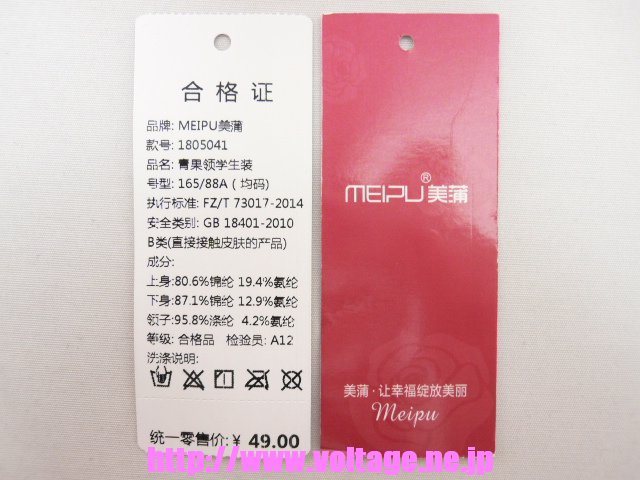 合格证
品牌: MEIPU美蒲
款号: 1805041
品名: 青果领学生装
号型: 165/88A ( 均码)
执行标准: FZ/T 73017-2014
安全类别: GB 18401-2010
B类(直接接触皮肤的产品)
成分:
上身:80.6%锦纶 19.4%氨纶
下身:87.1%锦纶 12.9%氨纶
领子:95.8%涤纶 4.2%氨纶
等级: 合格品 检验员: A12
洗涤说明:
统一零售价: ¥ 49.00
MEIPU®美蒲
美蒲·让幸福绽放美丽
Meipu
http://www.voltage.ne.jp